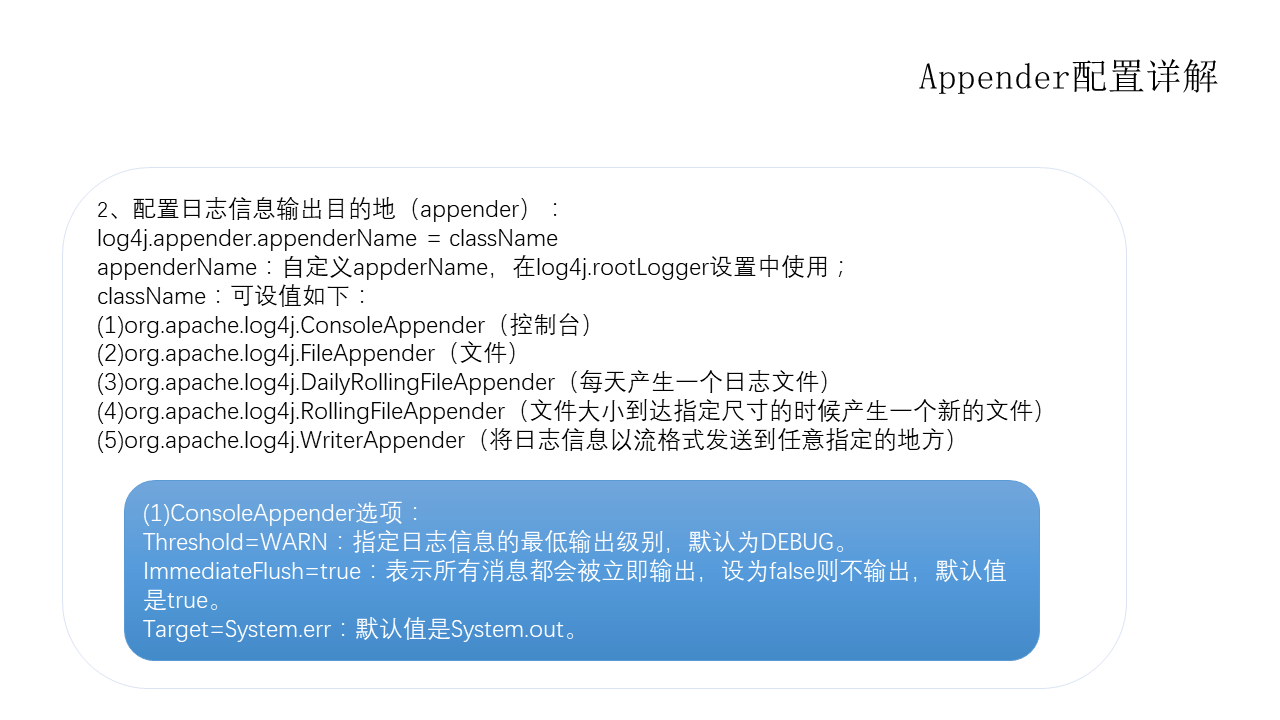 Appender配置详解
2、配置日志信息输出目的地（appender）：
log4j.appender.appenderName = className
appenderName：自定义appderName，在log4j.rootLogger设置中使用；
className：可设值如下：
(1)org.apache.log4j.ConsoleAppender（控制台）
(2)org.apache.log4j.FileAppender（文件）
(3)org.apache.log4j.DailyRollingFileAppender（每天产生一个日志文件）
(4)org.apache.log4j.RollingFileAppender（文件大小到达指定尺寸的时候产生一个新的文件）
(5)org.apache.log4j.WriterAppender（将日志信息以流格式发送到任意指定的地方）
(1)ConsoleAppender选项：
Threshold=WARN：指定日志信息的最低输出级别，默认为DEBUG。
ImmediateFlush=true：表示所有消息都会被立即输出，设为false则不输出，默认值
是true。
Target=System.err：默认值是System.out。